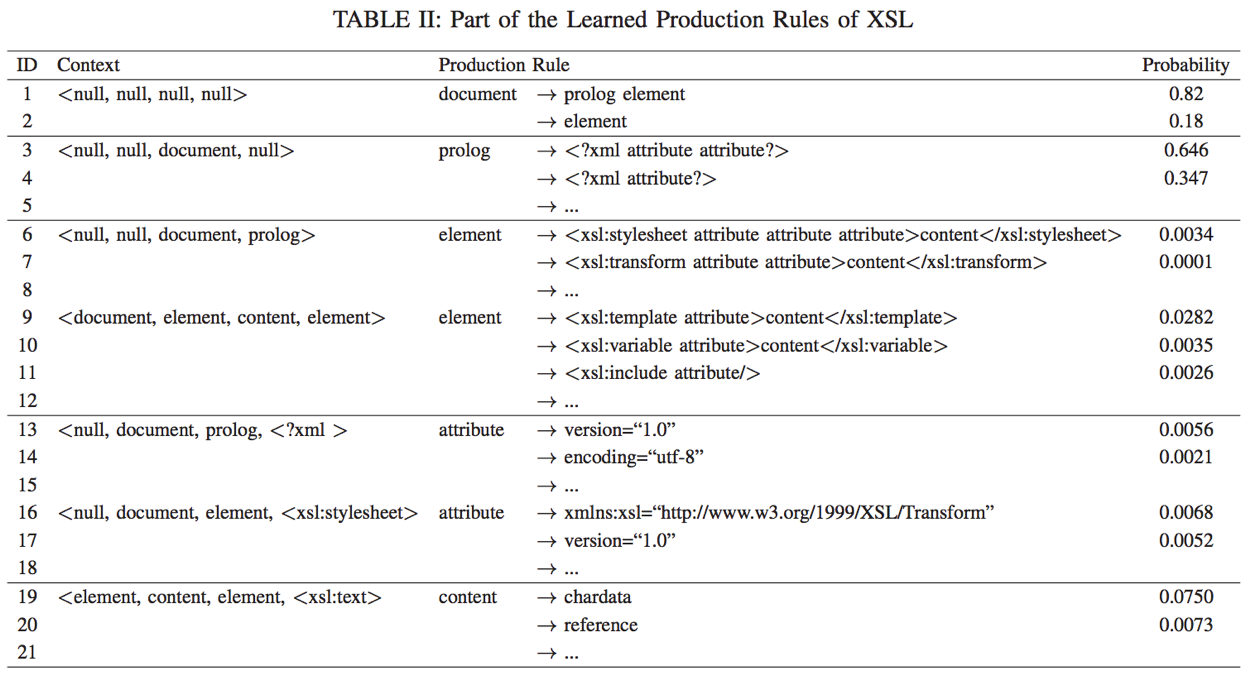 TABLE II: Part of the Learned Production Rules of XSL
ID Context Production Rule Probability
1 <null, null, null, null> document → prolog element 0.82
2 → element 0.18
3 <null, null, document, null> prolog → <?xml attribute attribute?> 0.646
4 → <?xml attribute?> 0.347
5 → ...
6 <null, null, document, prolog> element → <xsl:stylesheet attribute attribute attribute>content</xsl:stylesheet> 0.0034
7 → <xsl:transform attribute attribute>content</xsl:transform> 0.0001
8 → ...
9 <document, element, content, element> element → <xsl:template attribute>content</xsl:template> 0.0282
10 → <xsl:variable attribute>content</xsl:variable> 0.0035
11 → <xsl:include attribute/> 0.0026
12 → ...
13 <null, document, prolog, <?xml > attribute → version=“1.0” 0.0056
14 → encoding=“utf-8” 0.0021
15 → ...
16 <null, document, element, <xsl:stylesheet> attribute → xmlns:xsl=“http://www.w3.org/1999/XSL/Transform” 0.0068
17 → version=“1.0” 0.0052
18 → ...
19 <element, content, element, <xsl:text> content → chardata 0.0750
20 → reference 0.0073
21 → ...